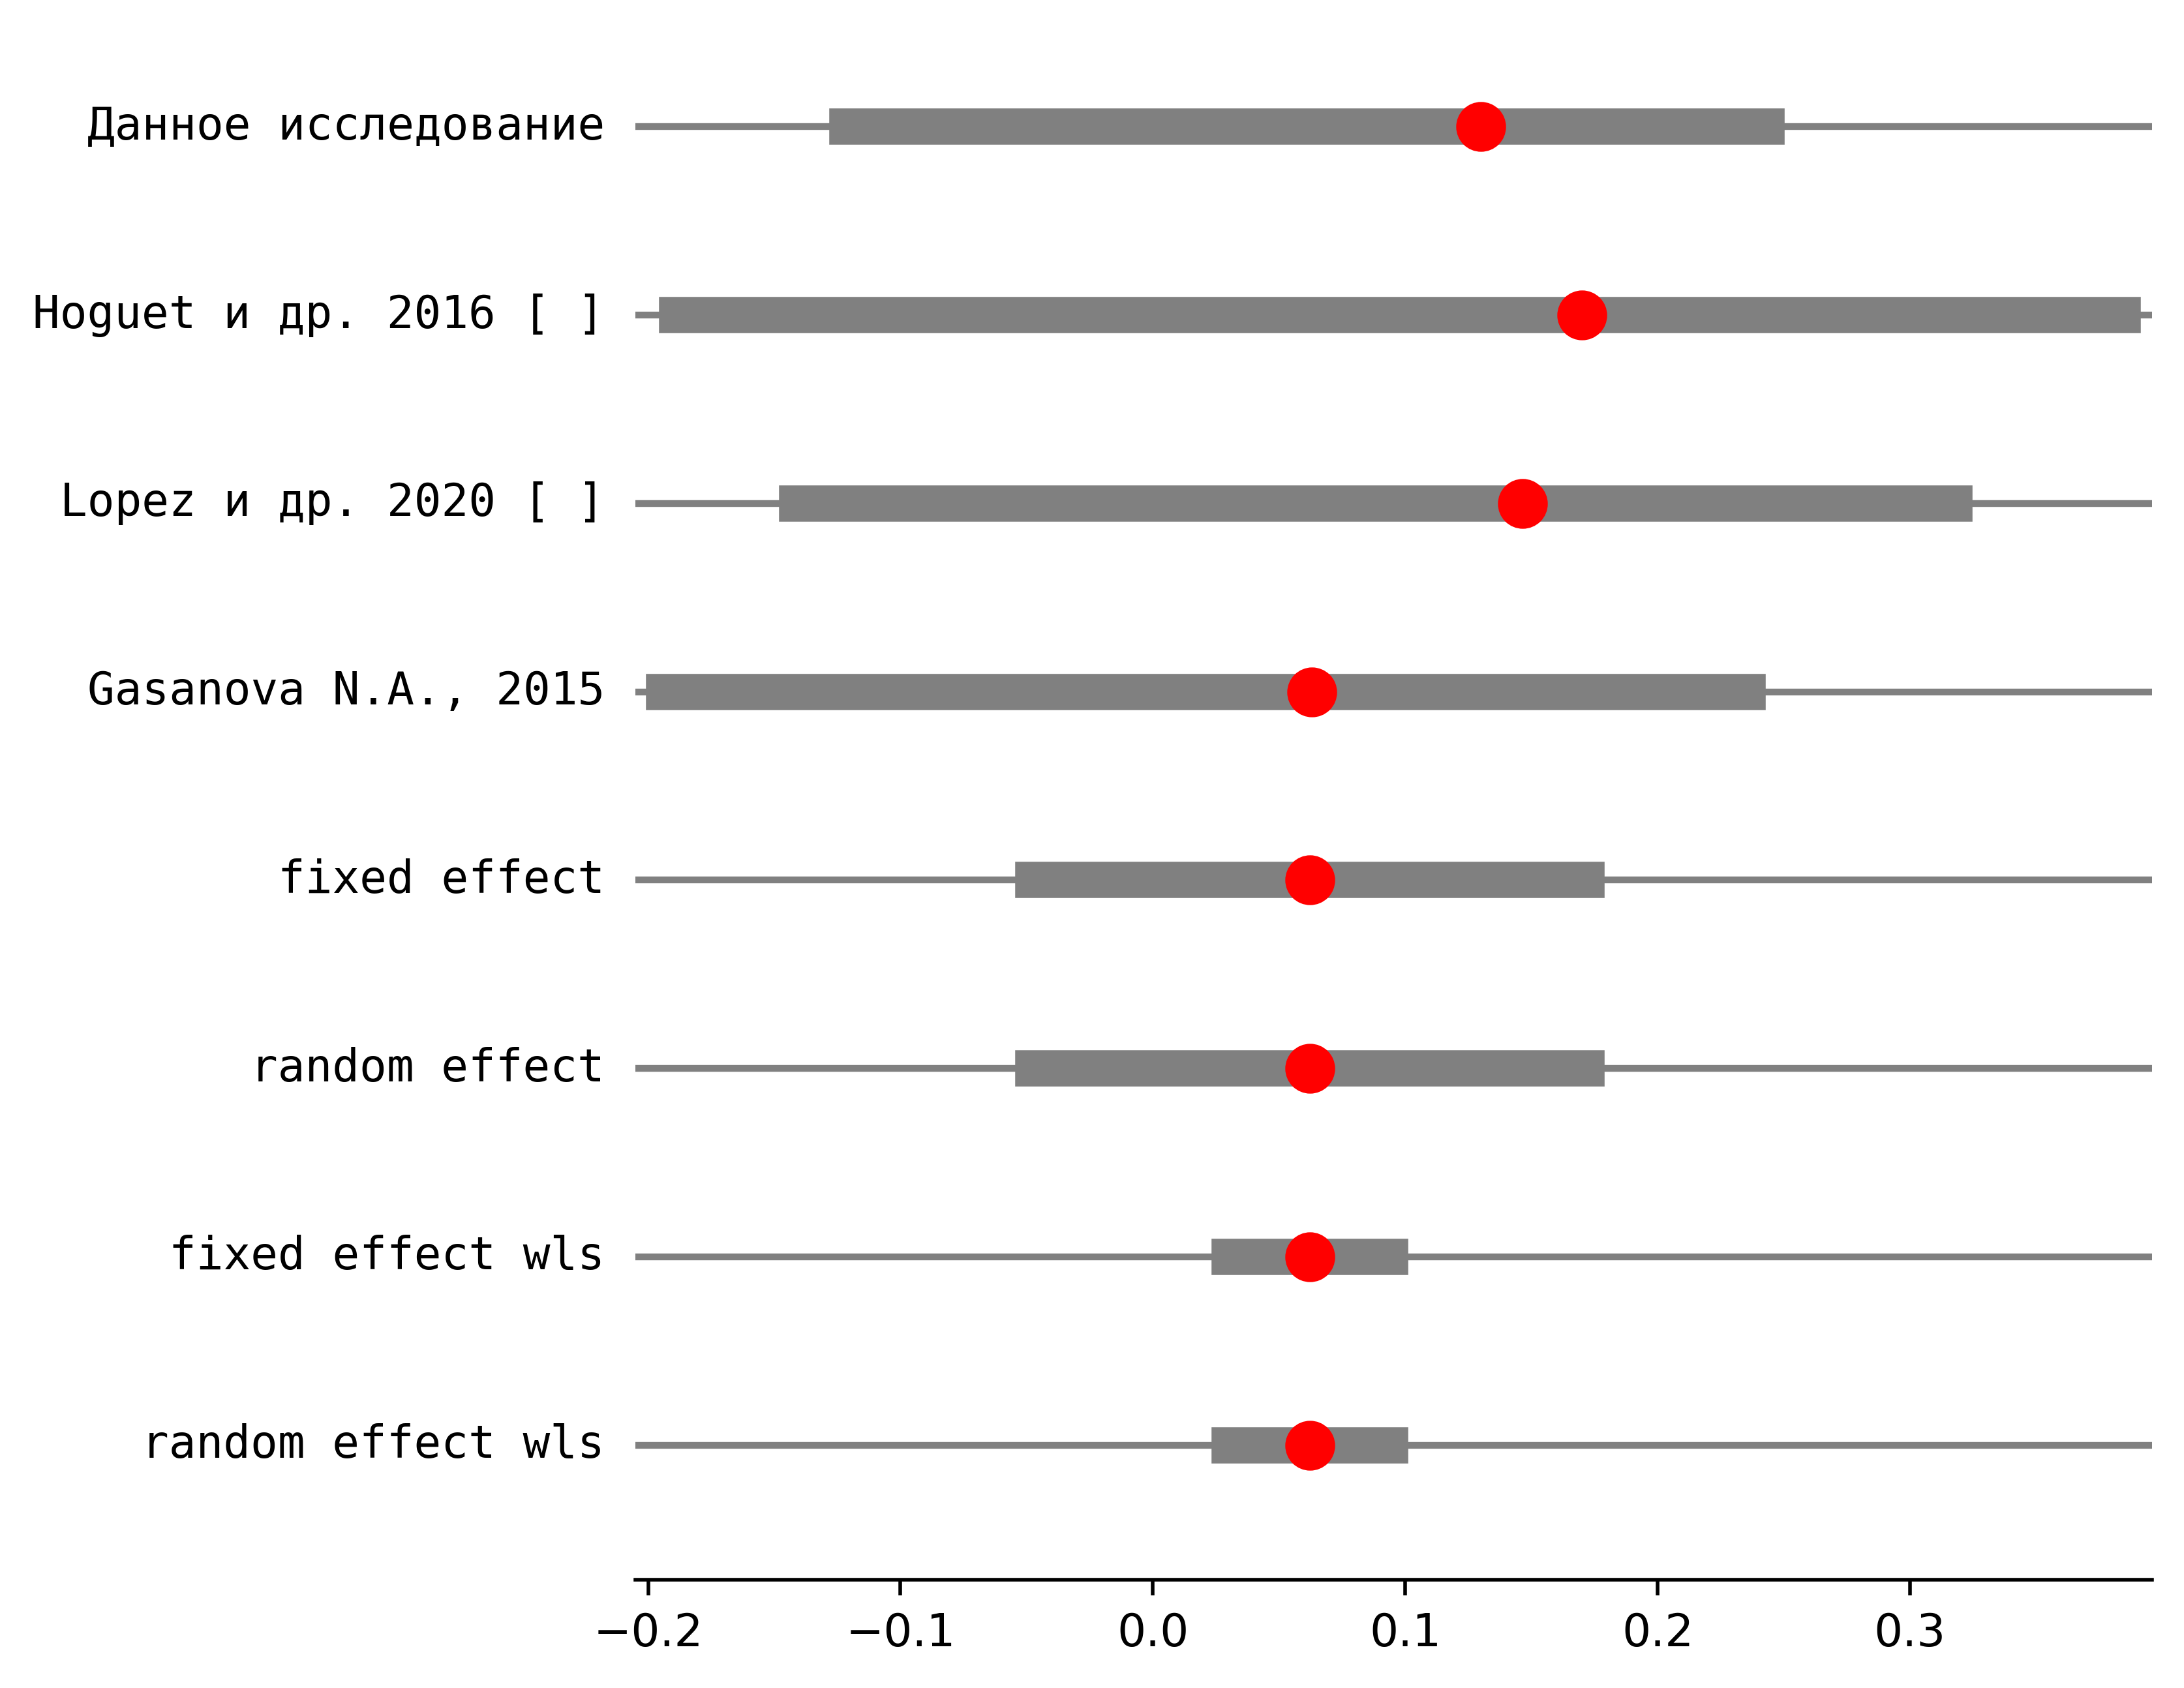 Данное исследование
Hoguet и др. 2016 [ ]
Lopez и др. 2020 [ ]
Gasanova N.A., 2015
fixed effect
random effect
fixed effect wls
random effect wls
−0.2 −0.1 0.0 0.1 0.2 0.3